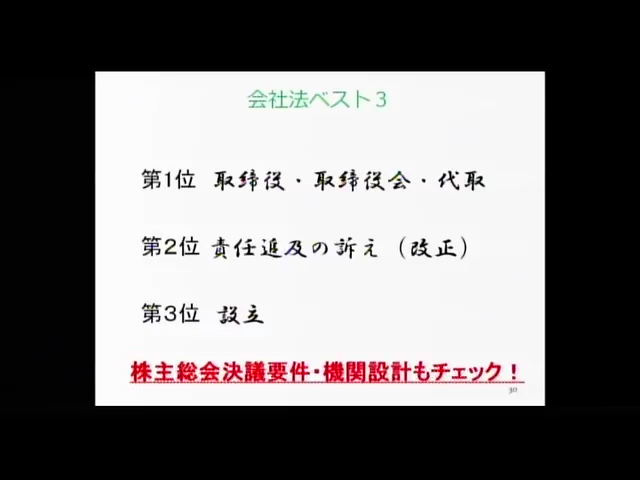 会社法ベスト３
第１位 取締役・取締役会・代取
第２位 責任追及の訴え（改正）
第３位 設立
株主総会決議要件・機関設計もチェック！
30